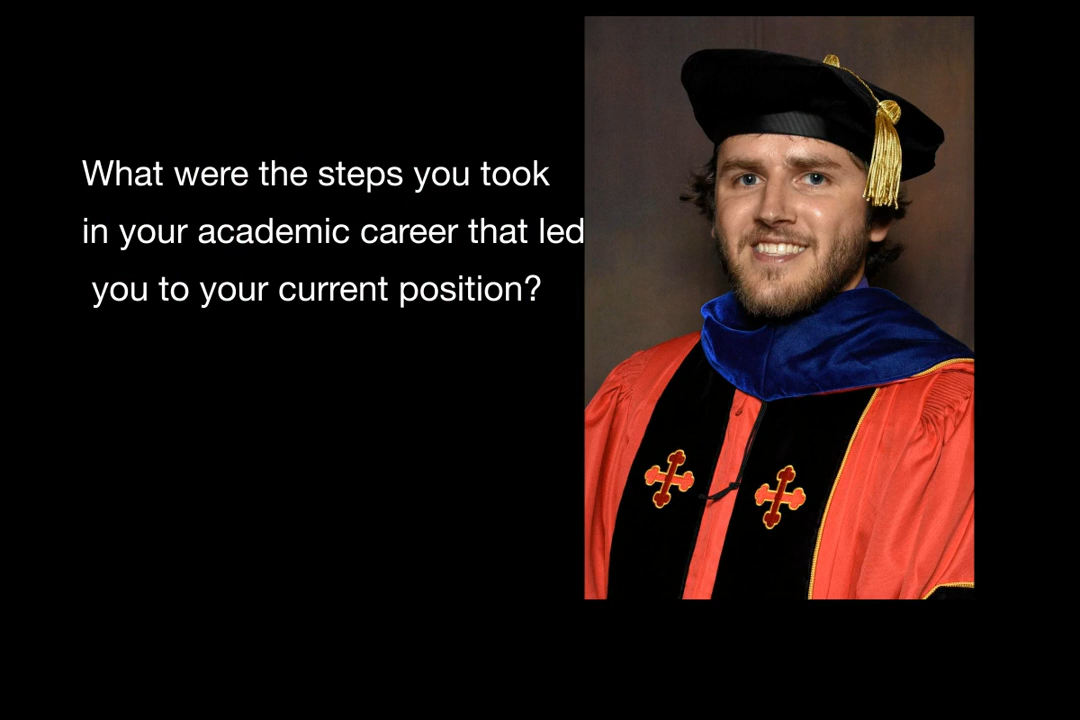 What were the steps you took
in your academic career that led
you to your current position?